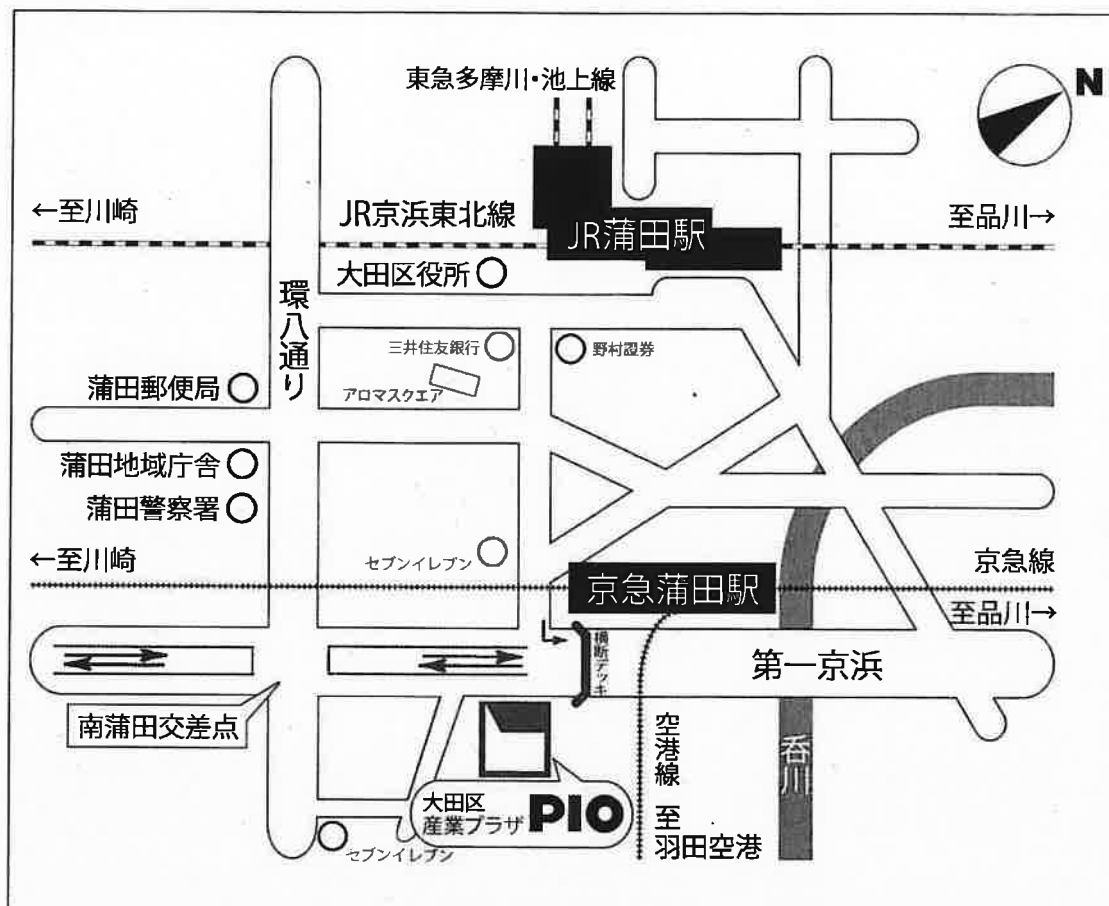 東急多摩川・池上線
N
←至川崎
JR京浜東北線
JR蒲田駅
至品川→
大田区役所
環八通り
三井住友銀行
野村證券
アロマスクエア
蒲田郵便局
蒲田地域庁舎
蒲田警察署
←至川崎
セブンイレブン
京急蒲田駅
京急線
至品川→
横断デッキ
第一京浜
南蒲田交差点
空港線 至
羽田空港
呑川
大田区
産業プラザ PIO
セブンイレブン